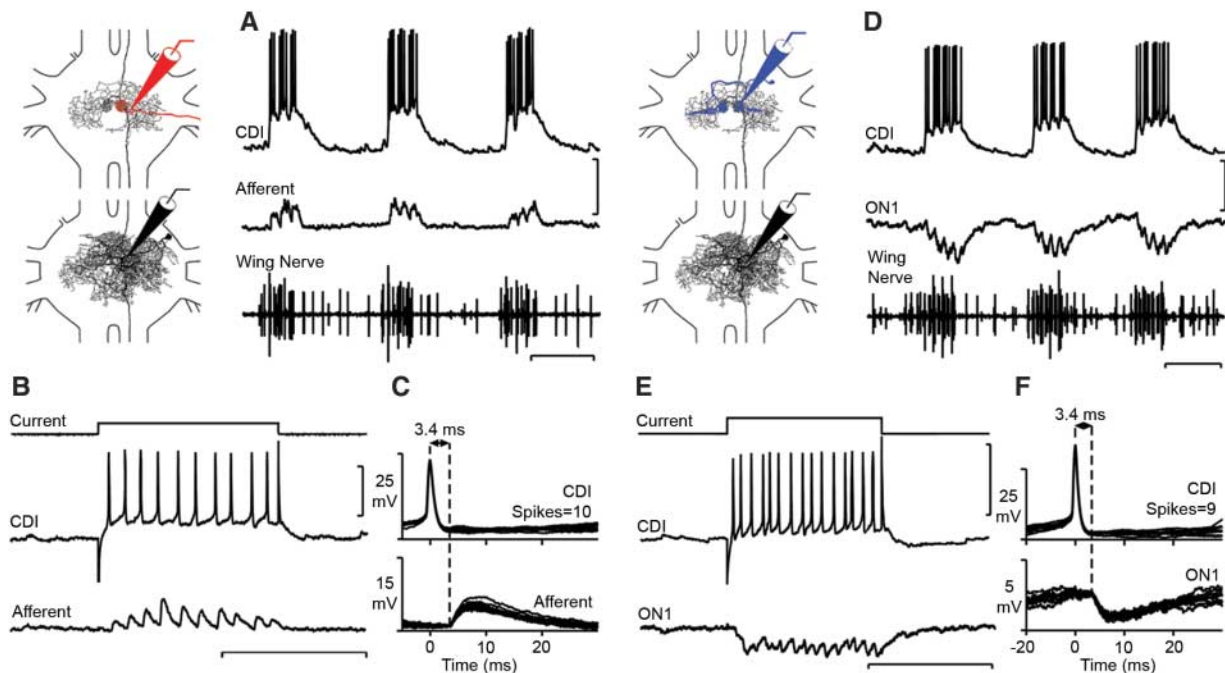 A
CDI
Afferent
Wing Nerve
D
CDI
ON1
Wing
Nerve
B
Current
25
mV
CDI
Afferent
C
3.4 ms
CDI
Spikes=10
15
mV
Afferent
0 10 20
Time (ms)
E
Current
25
mV
CDI
ON1
F
3.4 ms
CDI
Spikes=9
5
mV
ON1
-20 0 10 20 30
Time (ms)